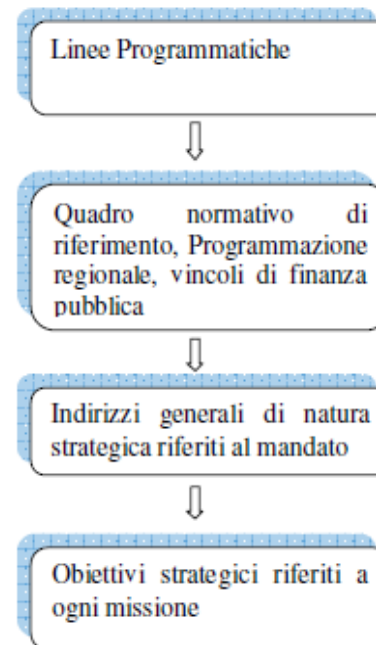 Linee Programmatiche
Quadro normativo di
riferimento, Programmazione
regionale, vincoli di finanza
pubblica
Indirizzi generali di natura
strategica riferiti al mandato
Obiettivi strategici riferiti a
ogni missione